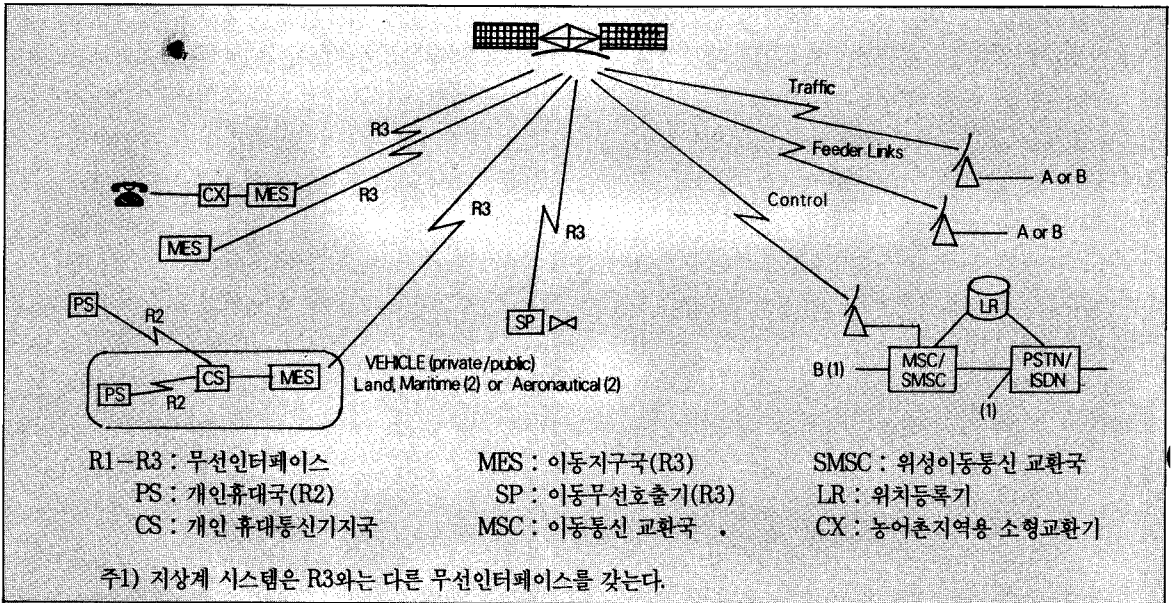 Traffic
R3
Feeder Links
A or B
CX
MES
R3
R3
Control
MES
R3
A or B
PS
R2
SP
LR
VEHICLE (private/public)
Land, Maritime (2) or Aeronautical (2)
CS
MES
PS
R2
B (1)
MSC/
SMSC
PSTN/
ISDN
(1)
R1-R3 : 무선인터페이스
MES : 이동지구국(R3)
SMSC : 위성이동통신 교환국
PS : 개인휴대국(R2)
SP : 이동무선호출기(R3)
LR : 위치등록기
CS : 개인 휴대통신기지국
MSC : 이동통신 교환국
CX : 농어촌지역용 소형교환기
주1) 지상계 시스템은 R3와는 다른 무선인터페이스를 갖는다.